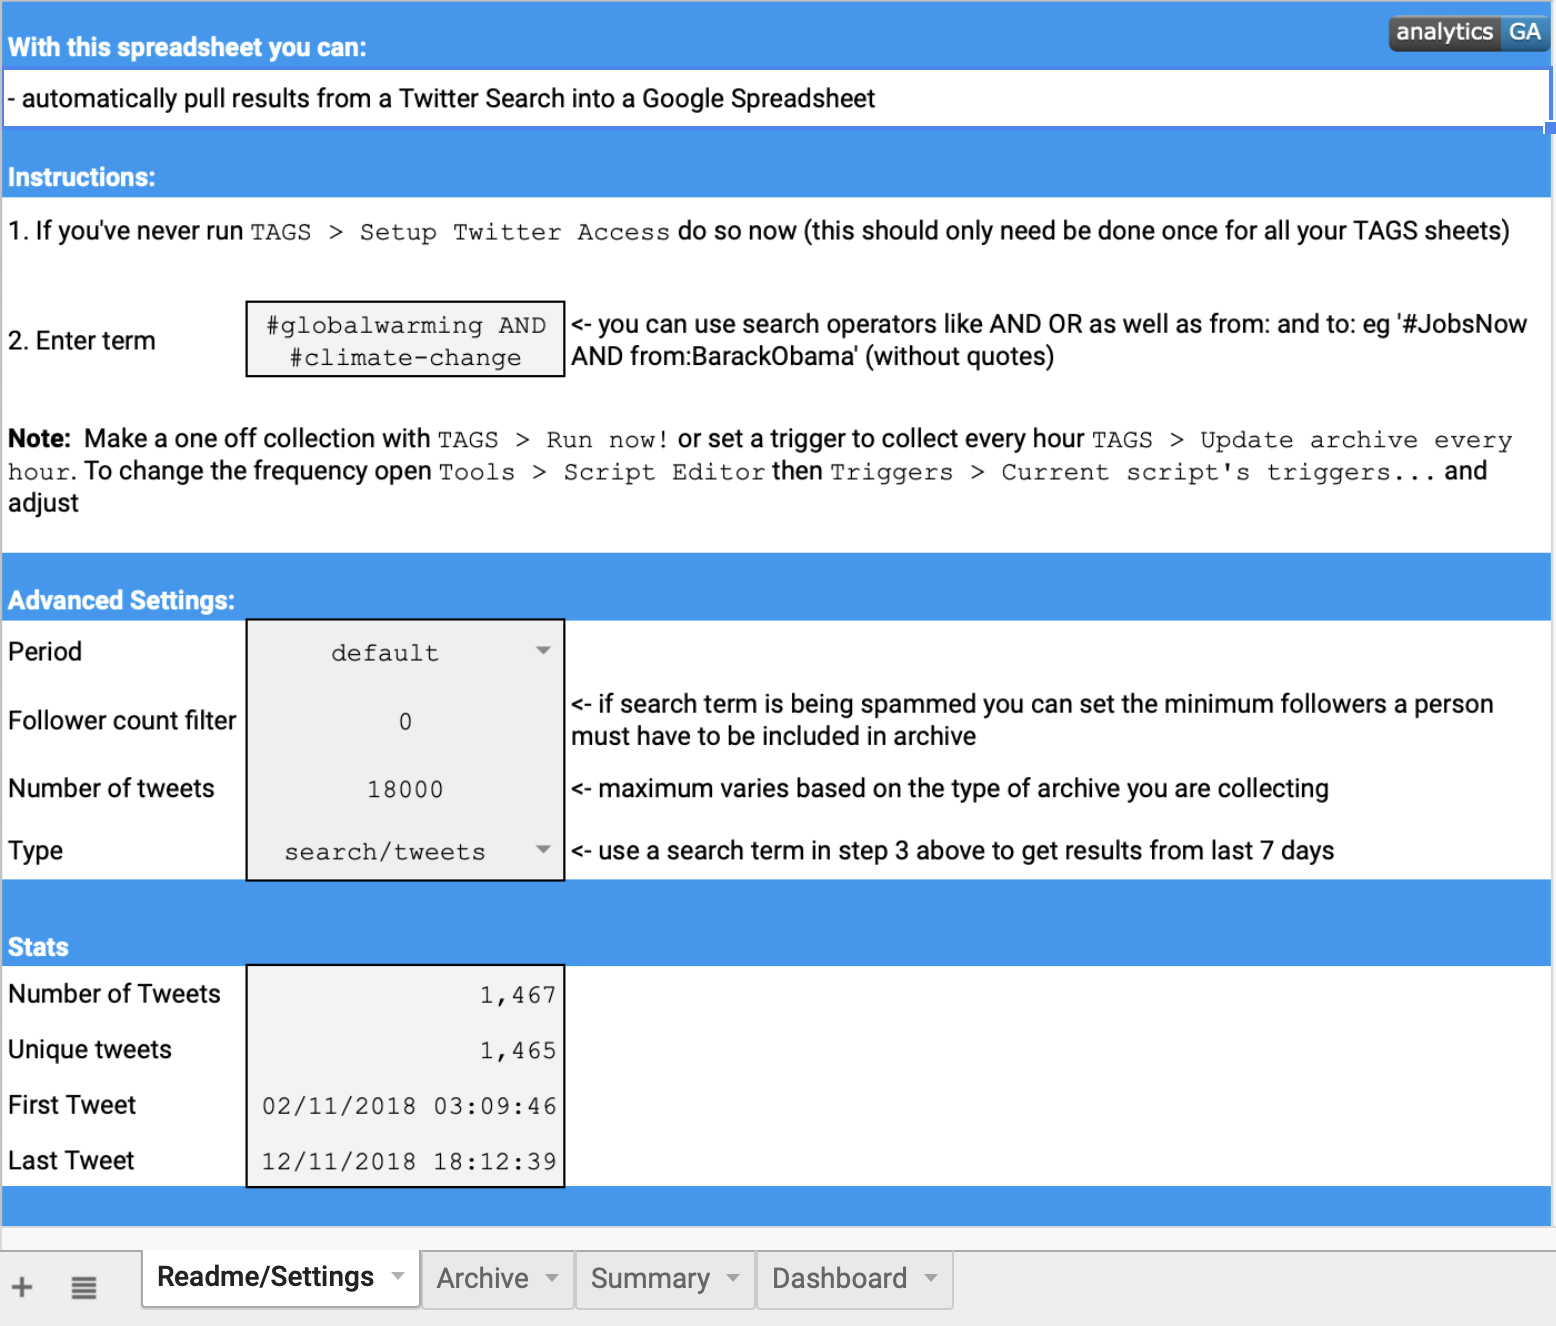 With this spreadsheet you can:
analytics GA
- automatically pull results from a Twitter Search into a Google Spreadsheet
Instructions:
1. If you've never run TAGS > Setup Twitter Access do so now (this should only need be done once for all your TAGS sheets)
2. Enter term
#globalwarming AND
#climate-change
<- you can use search operators like AND OR as well as from: and to: eg '#JobsNow
AND from:BarackObama' (without quotes)
Note: Make a one off collection with TAGS > Run now! or set a trigger to collect every hour TAGS > Update archive every
hour. To change the frequency open Tools > Script Editor then Triggers > Current script's triggers... and
adjust
Advanced Settings:
Period default
Follower count filter 0
<- if search term is being spammed you can set the minimum followers a person
must have to be included in archive
Number of tweets 18000 <- maximum varies based on the type of archive you are collecting
Type search/tweets <- use a search term in step 3 above to get results from last 7 days
Stats
Number of Tweets 1,467
Unique tweets 1,465
First Tweet 02/11/2018 03:09:46
Last Tweet 12/11/2018 18:12:39
+ Readme/Settings Archive Summary Dashboard